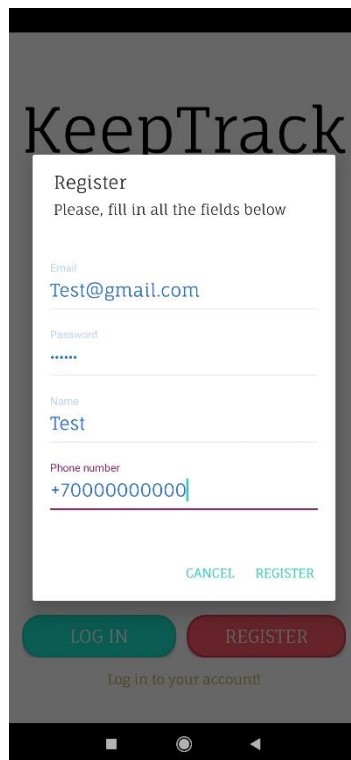 KeepTrack
Register
Please, fill in all the fields below
Email
Test@gmail.com
Password
••••••
Name
Test
Phone number
+70000000000
CANCEL REGISTER
LOG IN REGISTER
Log in to your account!